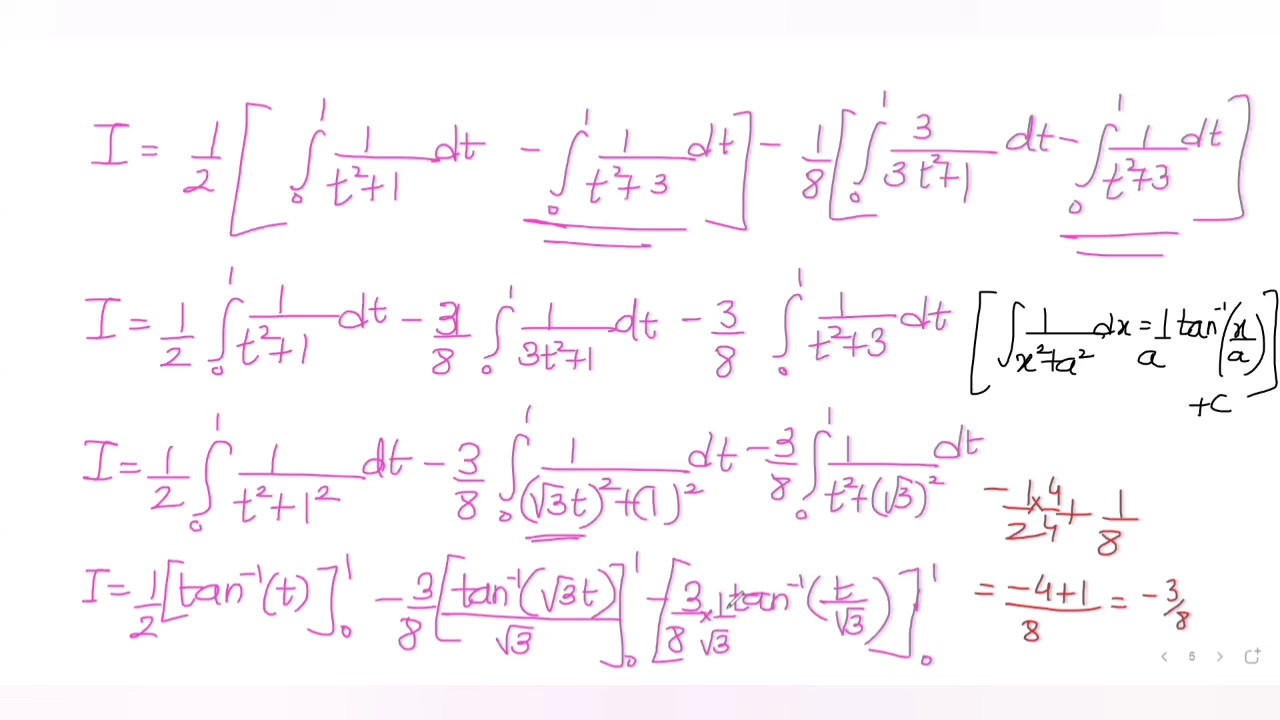 I = 1/2 [ ∫₀¹ 1/(t²+1) dt - ∫₀¹ 1/(t²+3) dt ] - 1/8 [ ∫₀¹ 3/(3t²+1) dt - ∫₀¹ 1/(t²+3) dt ]
I = 1/2 ∫₀¹ 1/(t²+1) dt - 3/8 ∫₀¹ 1/(3t²+1) dt - 3/8 ∫₀¹ 1/(t²+3) dt
[ ∫ 1/(x²+a²) dx = 1/a tan⁻¹(x/a) ]
+C
I = 1/2 ∫₀¹ 1/(t²+1²) dt - 3/8 ∫₀¹ 1/((√3t)²+(1)²) dt - 3/8 ∫₀¹ 1/(t²+(√3)²) dt
-1/2 × 4/4 + 1/8
I = 1/2 [tan⁻¹(t)]₀¹ - 3/8 [tan⁻¹(√3t)/√3]₀¹ - [3/8 × 1/√3 tan⁻¹(t/√3)]₀¹
= (-4+1)/8 = -3/8
< 6 >